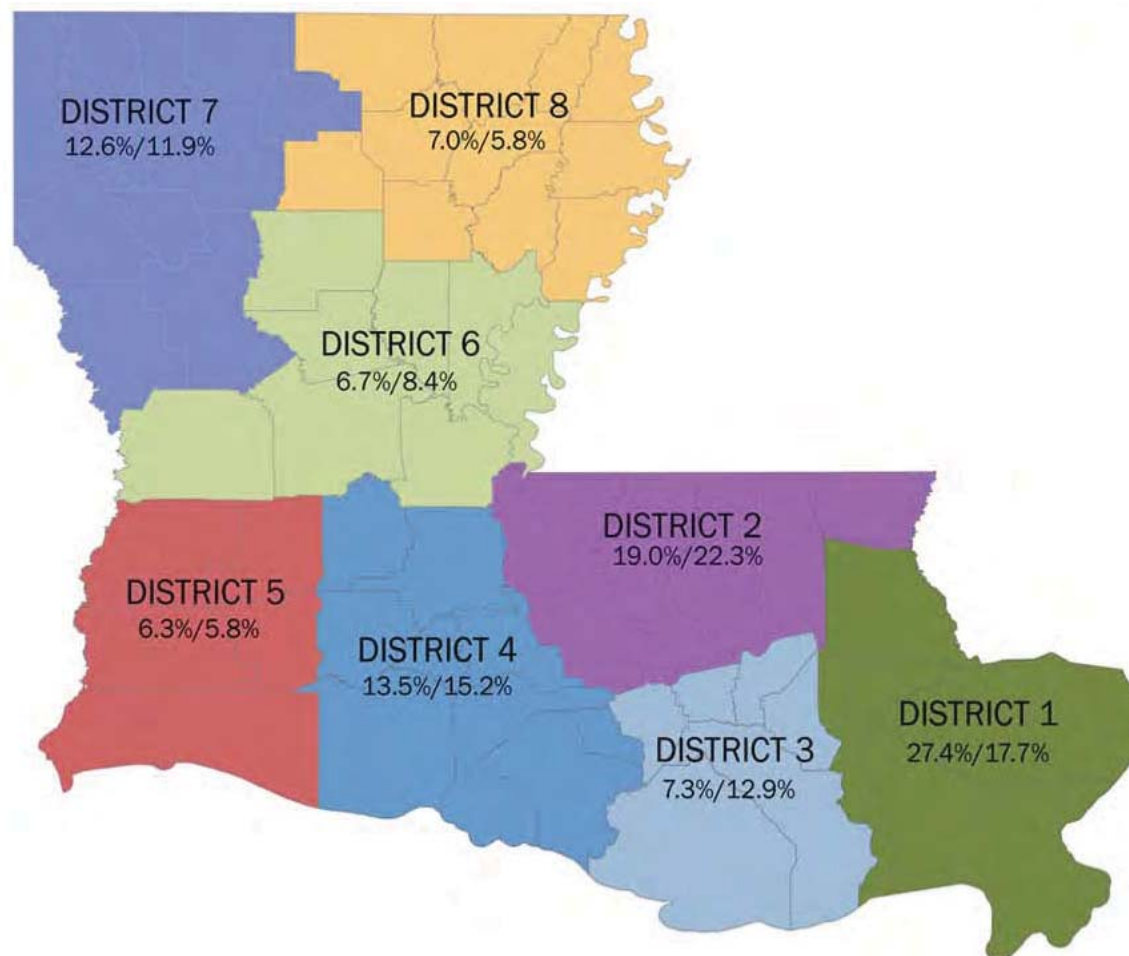 DISTRICT 7
12.6%/11.9%
DISTRICT 8
7.0%/5.8%
DISTRICT 6
6.7%/8.4%
DISTRICT 2
19.0%/22.3%
DISTRICT 5
6.3%/5.8%
DISTRICT 4
13.5%/15.2%
DISTRICT 1
27.4%/17.7%
DISTRICT 3
7.3%/12.9%